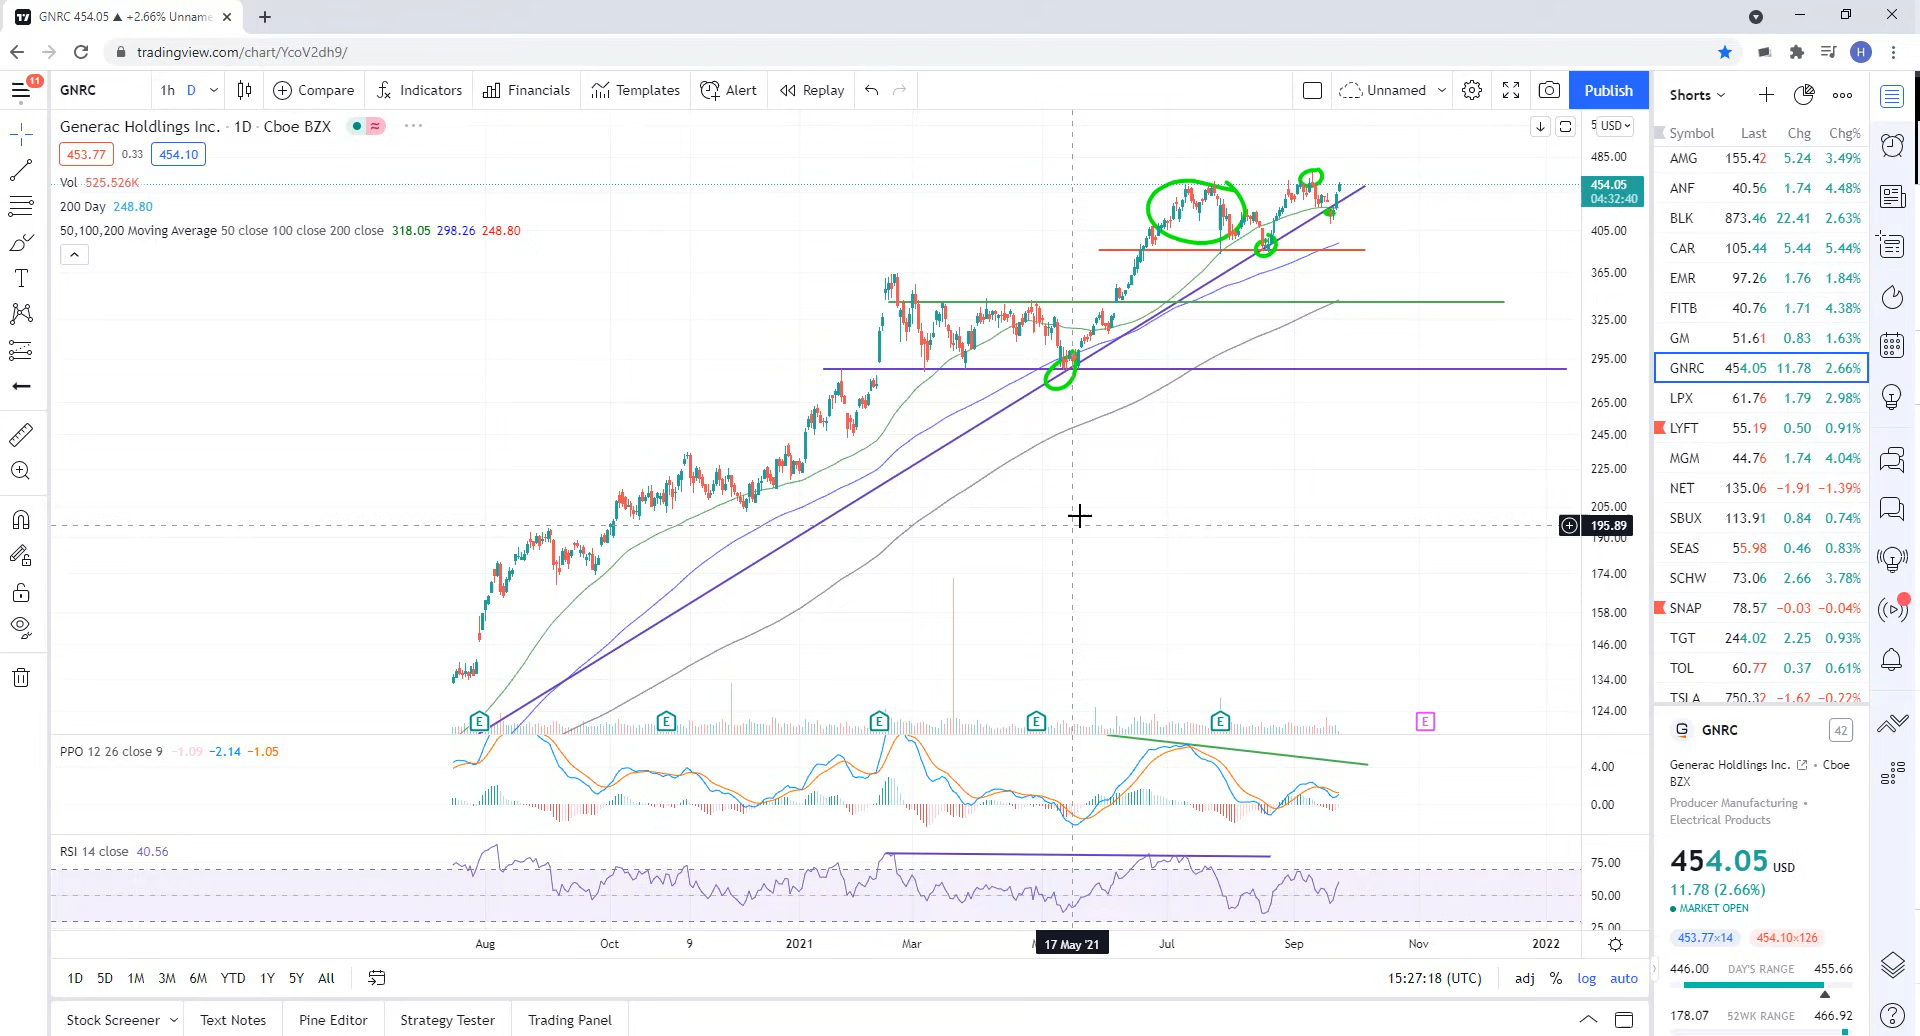 GNRC 454.05 ▲ +2.66% Unname
tradingview.com/chart/YcoV2dh9/
H
11
GNRC
1h D
Compare
Indicators
Financials
Templates
Alert
Replay
Unnamed
Publish
Generac Holdings Inc. · 1D · Cboe BZX
453.77 0.33 454.10
Vol 525.526K
200 Day 248.80
50,100,200 Moving Average 50 close 100 close 200 close 318.05 298.26 248.80
USD
485.00
454.05
04:32:40
405.00
365.00
325.00
295.00
265.00
245.00
225.00
205.00
195.89
190.00
174.00
158.00
146.00
134.00
124.00
E E E E E E
PPO 12 26 close 9 −1.09 −2.14 −1.05
4.00
0.00
RSI 14 close 40.56
75.00
50.00
25.00
Aug Oct 9 2021 Mar 17 May '21 Jul Sep Nov 2022
1D 5D 1M 3M 6M YTD 1Y 5Y All
15:27:18 (UTC) adj % log auto
Stock Screener Text Notes Pine Editor Strategy Tester Trading Panel
Shorts
Symbol Last Chg Chg%
AMG 155.42 5.24 3.49%
ANF 40.56 1.74 4.48%
BLK 873.46 22.41 2.63%
CAR 105.44 5.44 5.44%
EMR 97.26 1.76 1.84%
FITB 40.76 1.71 4.38%
GM 51.61 0.83 1.63%
GNRC 454.05 11.78 2.66%
LPX 61.76 1.79 2.98%
LYFT 55.19 0.50 0.91%
MGM 44.76 1.74 4.04%
NET 135.06 −1.91 −1.39%
SBUX 113.91 0.84 0.74%
SEAS 55.98 0.46 0.83%
SCHW 73.06 2.66 3.78%
SNAP 78.57 −0.03 −0.04%
TGT 244.02 2.25 0.93%
TOL 60.77 0.37 0.61%
TSLA 750.32 −1.62 −0.22%
GNRC 42
Generac Holdings Inc. • Cboe
BZX
Producer Manufacturing •
Electrical Products
454.05 USD
11.78 (2.66%)
MARKET OPEN
453.77×14 454.10×126
446.00 DAY'S RANGE 455.66
178.07 52WK RANGE 466.92